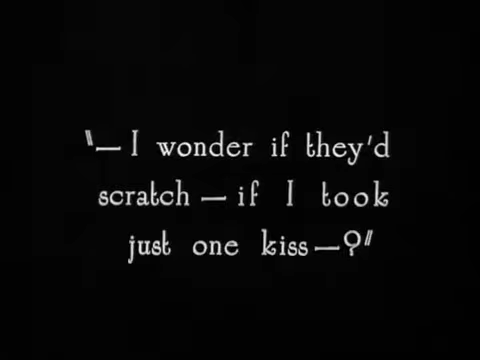 "—I wonder if they'd
scratch — if I took
just one kiss —?"